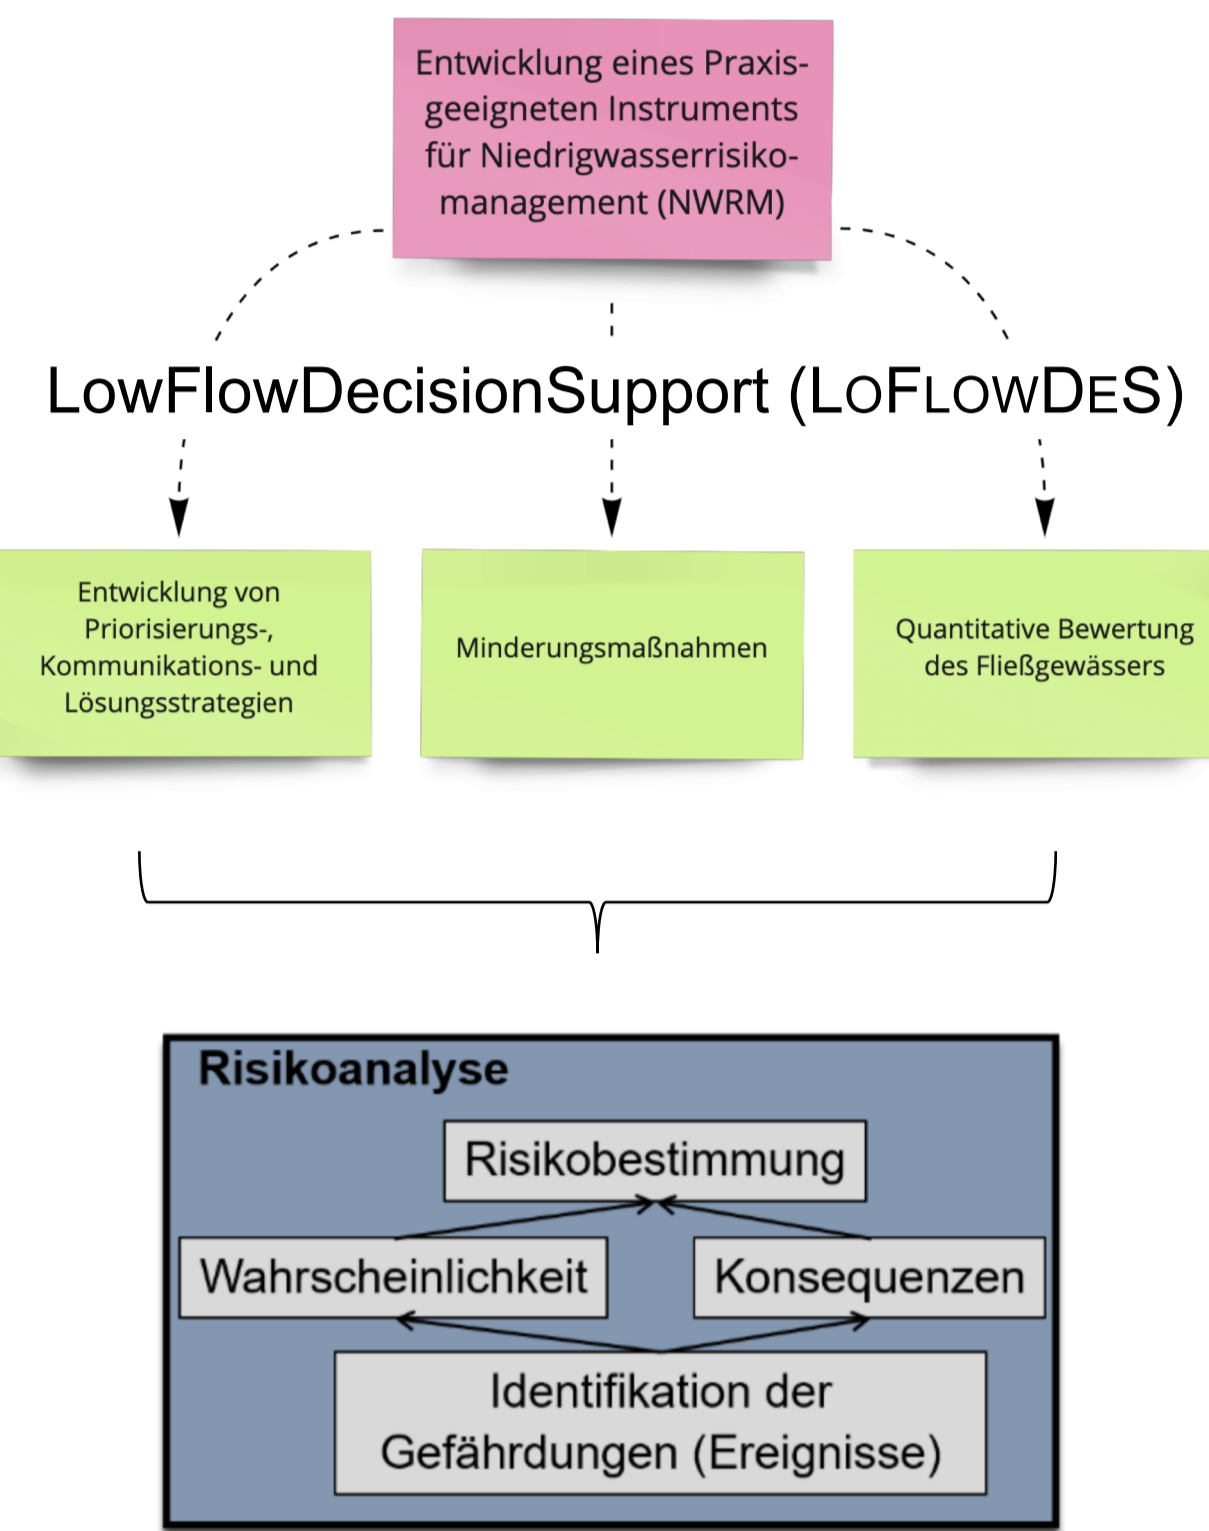 Entwicklung eines Praxis-
geeigneten Instruments
für Niedrigwasserrisiko-
management (NWRM)
LowFlowDecisionSupport (LOFLOWDES)
Entwicklung von
Priorisierungs-,
Kommunikations- und
Lösungsstrategien
Minderungsmaßnahmen
Quantitative Bewertung
des Fließgewässers
Risikoanalyse
Risikobestimmung
Wahrscheinlichkeit
Konsequenzen
Identifikation der
Gefährdungen (Ereignisse)